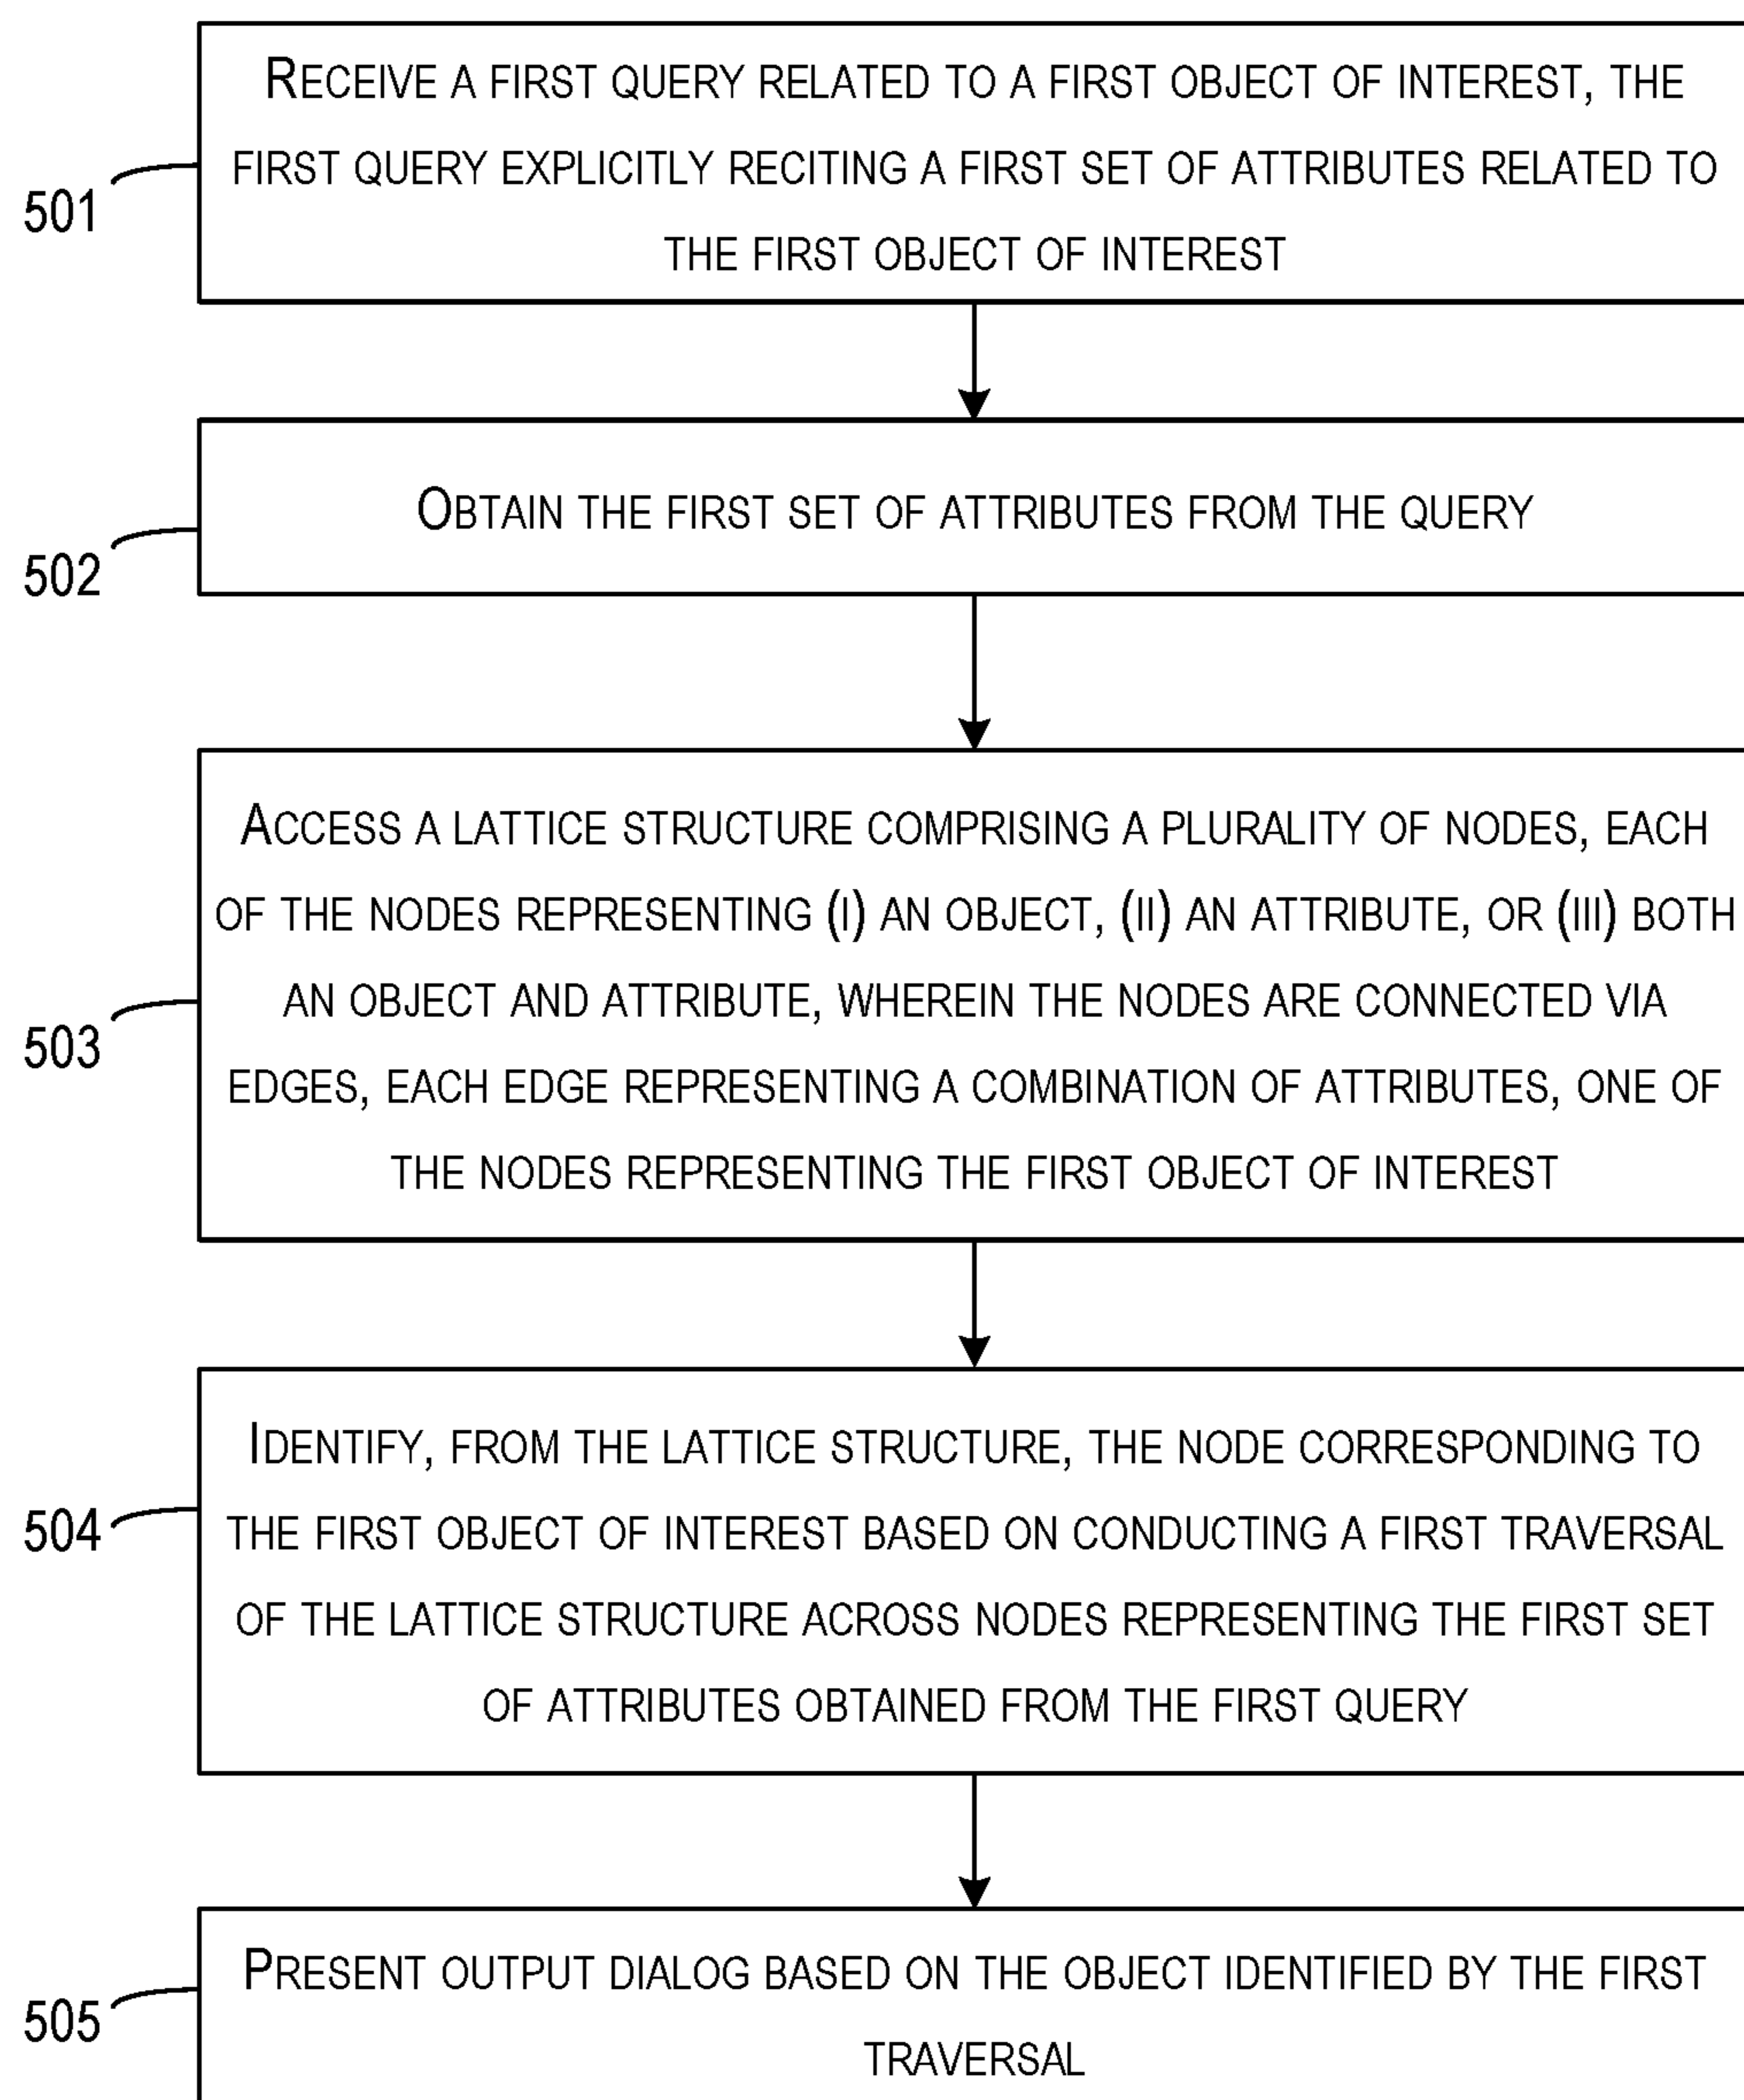 RECEIVE A FIRST QUERY RELATED TO A FIRST OBJECT OF INTEREST, THE
FIRST QUERY EXPLICITLY RECITING A FIRST SET OF ATTRIBUTES RELATED TO
THE FIRST OBJECT OF INTEREST
501
OBTAIN THE FIRST SET OF ATTRIBUTES FROM THE QUERY
502
ACCESS A LATTICE STRUCTURE COMPRISING A PLURALITY OF NODES, EACH
OF THE NODES REPRESENTING (I) AN OBJECT, (II) AN ATTRIBUTE, OR (III) BOTH
AN OBJECT AND ATTRIBUTE, WHEREIN THE NODES ARE CONNECTED VIA
EDGES, EACH EDGE REPRESENTING A COMBINATION OF ATTRIBUTES, ONE OF
THE NODES REPRESENTING THE FIRST OBJECT OF INTEREST
503
IDENTIFY, FROM THE LATTICE STRUCTURE, THE NODE CORRESPONDING TO
THE FIRST OBJECT OF INTEREST BASED ON CONDUCTING A FIRST TRAVERSAL
OF THE LATTICE STRUCTURE ACROSS NODES REPRESENTING THE FIRST SET
OF ATTRIBUTES OBTAINED FROM THE FIRST QUERY
504
PRESENT OUTPUT DIALOG BASED ON THE OBJECT IDENTIFIED BY THE FIRST
TRAVERSAL
505